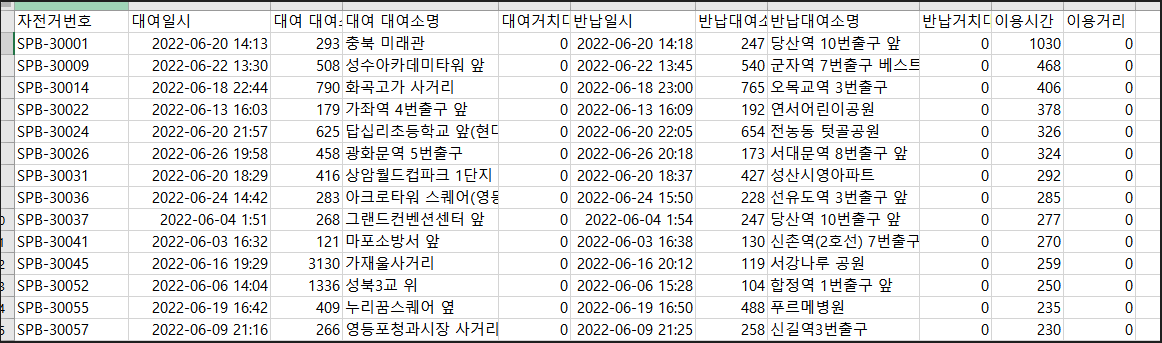 자전거번호 대여일시 대여 대여소 대여 대여소명 대여거치대 반납일시 반납대여소 반납대여소명 반납거치대 이용시간 이용거리
SPB-30001 2022-06-20 14:13 293 충북 미래관 0 2022-06-20 14:18 247 당산역 10번출구 앞 0 1030 0
SPB-30009 2022-06-22 13:30 508 성수아카데미타워 앞 0 2022-06-22 13:45 540 군자역 7번출구 베스트 0 468 0
SPB-30014 2022-06-18 22:44 790 화곡고가 사거리 0 2022-06-18 23:00 765 오목교역 3번출구 0 406 0
SPB-30022 2022-06-13 16:03 179 가좌역 4번출구 앞 0 2022-06-13 16:09 192 연서어린이공원 0 378 0
SPB-30024 2022-06-20 21:57 625 답십리초등학교 앞(현대 0 2022-06-20 22:05 654 전농동 텃골공원 0 326 0
SPB-30026 2022-06-26 19:58 458 광화문역 5번출구 0 2022-06-26 20:18 173 서대문역 8번출구 앞 0 324 0
SPB-30031 2022-06-20 18:29 416 상암월드컵파크 1단지 0 2022-06-20 18:37 427 성산시영아파트 0 292 0
SPB-30036 2022-06-24 14:42 283 아크로타워 스퀘어(영등 0 2022-06-24 15:50 228 선유도역 3번출구 앞 0 285 0
0 SPB-30037 2022-06-04 1:51 268 그랜드컨벤션센터 앞 0 2022-06-04 1:54 247 당산역 10번출구 앞 0 277 0
1 SPB-30041 2022-06-03 16:32 121 마포소방서 앞 0 2022-06-03 16:38 130 신촌역(2호선) 7번출구 0 270 0
2 SPB-30045 2022-06-16 19:29 3130 가재울사거리 0 2022-06-16 20:12 119 서강나루 공원 0 259 0
3 SPB-30052 2022-06-06 14:04 1336 성북3교 위 0 2022-06-06 15:28 104 합정역 1번출구 앞 0 250 0
4 SPB-30055 2022-06-19 16:42 409 누리꿈스퀘어 옆 0 2022-06-19 16:50 488 푸르메병원 0 235 0
5 SPB-30057 2022-06-09 21:16 266 영등포청과시장 사거리 0 2022-06-09 21:25 258 신길역3번출구 0 230 0